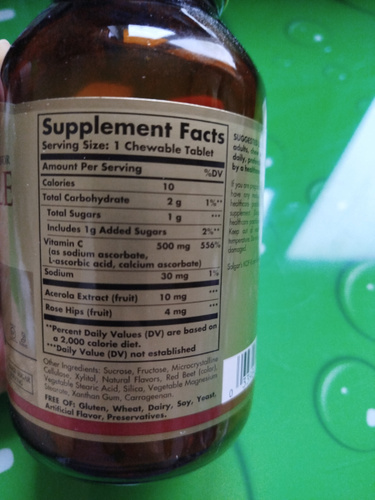 Supplement Facts
Serving Size: 1 Chewable Tablet
Amount Per Serving %DV
Calories 10
Total Carbohydrate 2 g 1%**
Total Sugars 1 g ***
Includes 1g Added Sugars 2%**
Vitamin C 500 mg 556%
(as sodium ascorbate,
L-ascorbic acid, calcium ascorbate)
Sodium 30 mg 1%
Acerola Extract (fruit) 10 mg ***
Rose Hips (fruit) 4 mg ***
**Percent Daily Values (DV) are based on
a 2,000 calorie diet.
***Daily Value (DV) not established
Other Ingredients: Sucrose, Fructose, Microcrystalline
Cellulose, Xylitol, Natural Flavors, Red Beet (color),
Vegetable Stearic Acid, Silica, Vegetable Magnesium
Stearate, Xanthan Gum, Carrageenan.
FREE OF: Gluten, Wheat, Dairy, Soy, Yeast,
Artificial Flavor, Preservatives.